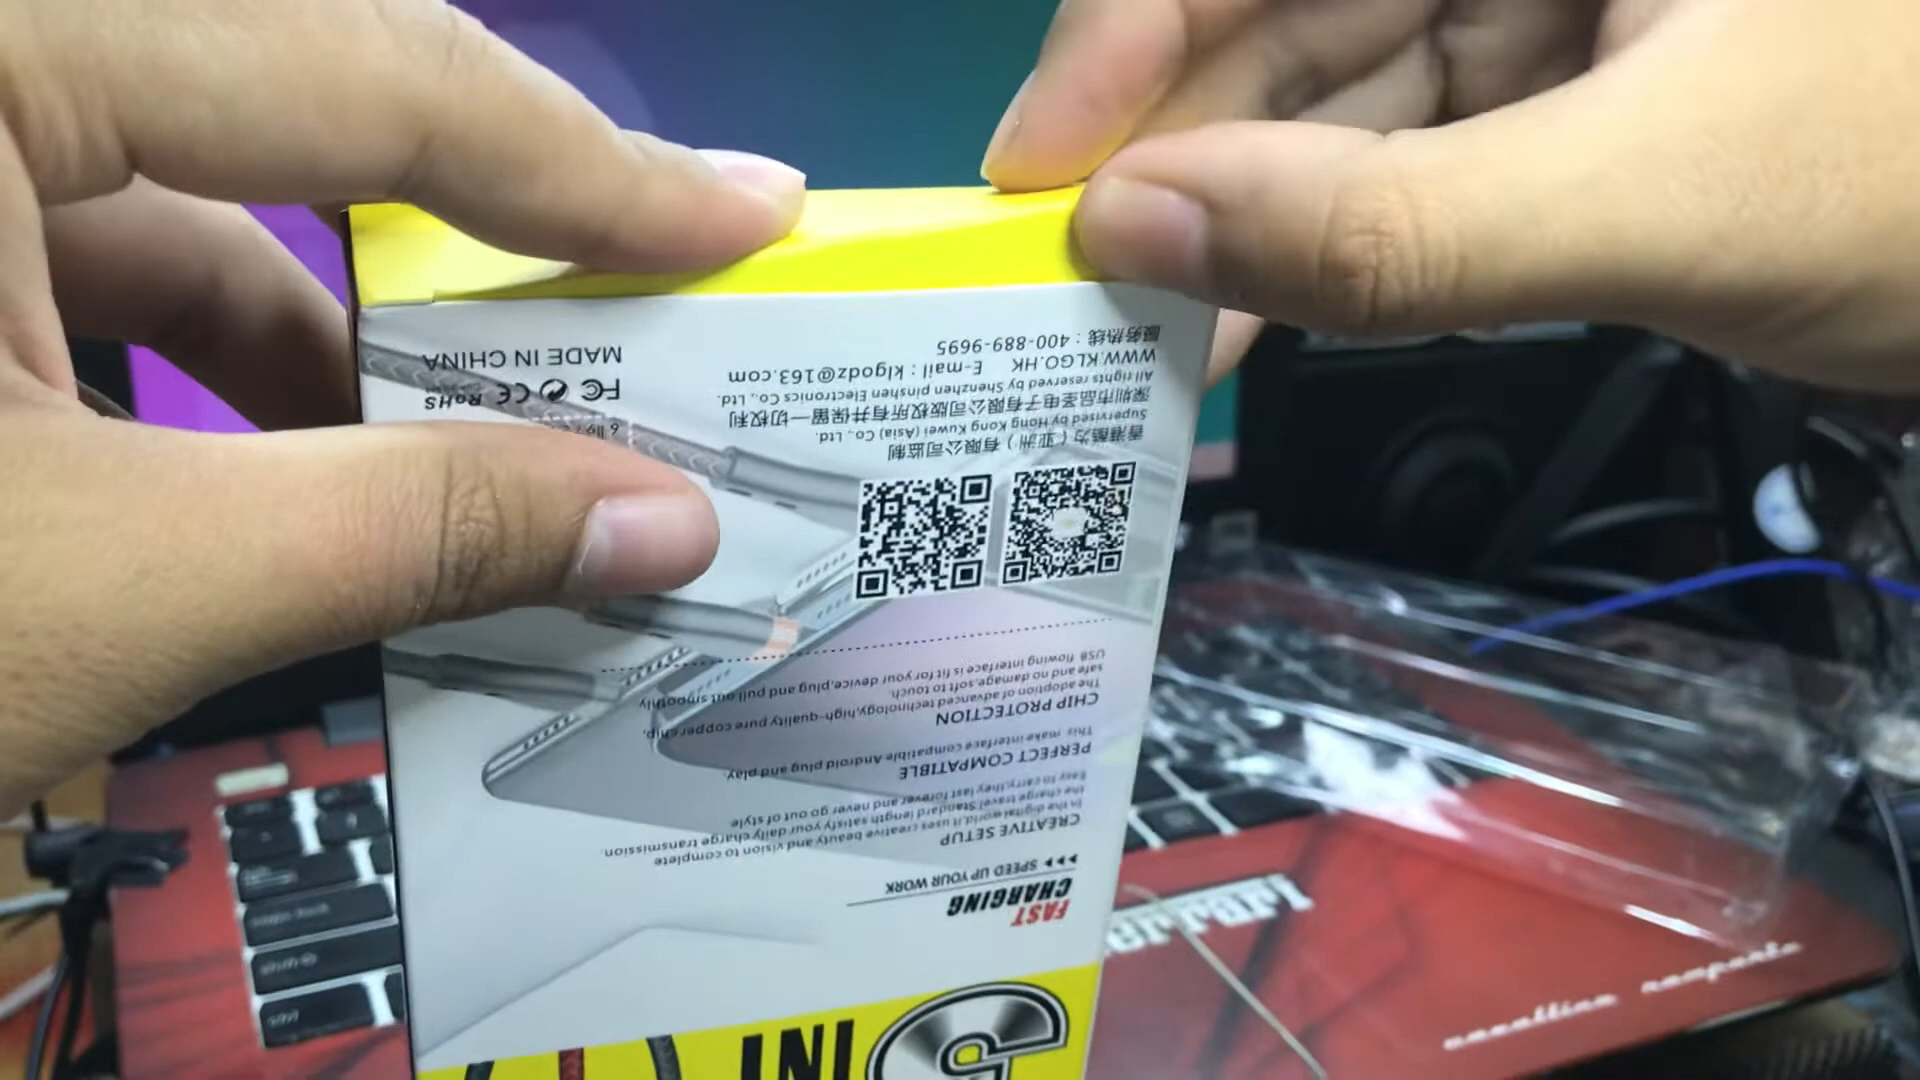 3 IN
FAST
CHARGING
SPEED UP YOUR WORK
CREATIVE SETUP
In the digital world,it uses creative beauty and vision to complete
the charge travel Standard length satisfy your daily charge transmission.
Easy to carry,they last forever and never go out of style
PERFECT COMPATIBLE
This make interface compatible Android plug and play.
CHIP PROTECTION
The adoption of advanced technology,high-quality pure copper chip,
safe and no damage,soft to touch.
USB flowing interface is fit for your device,plug and pull out smoothly
香港酷为（亚洲）有限公司监制
Supervised by Hong Kong Kuwei (Asia) Co., Ltd.
深圳市品圣电子有限公司版权所有并保留一切权利
All rights reserved by Shenzhen pinshen Electronics Co., Ltd.
WWW.KLGO.HK E-mail : klgodz@163.com
服务热线 : 400-889-9695
FC CE RoHS
MADE IN CHINA
Ferrari
cavallino rampante